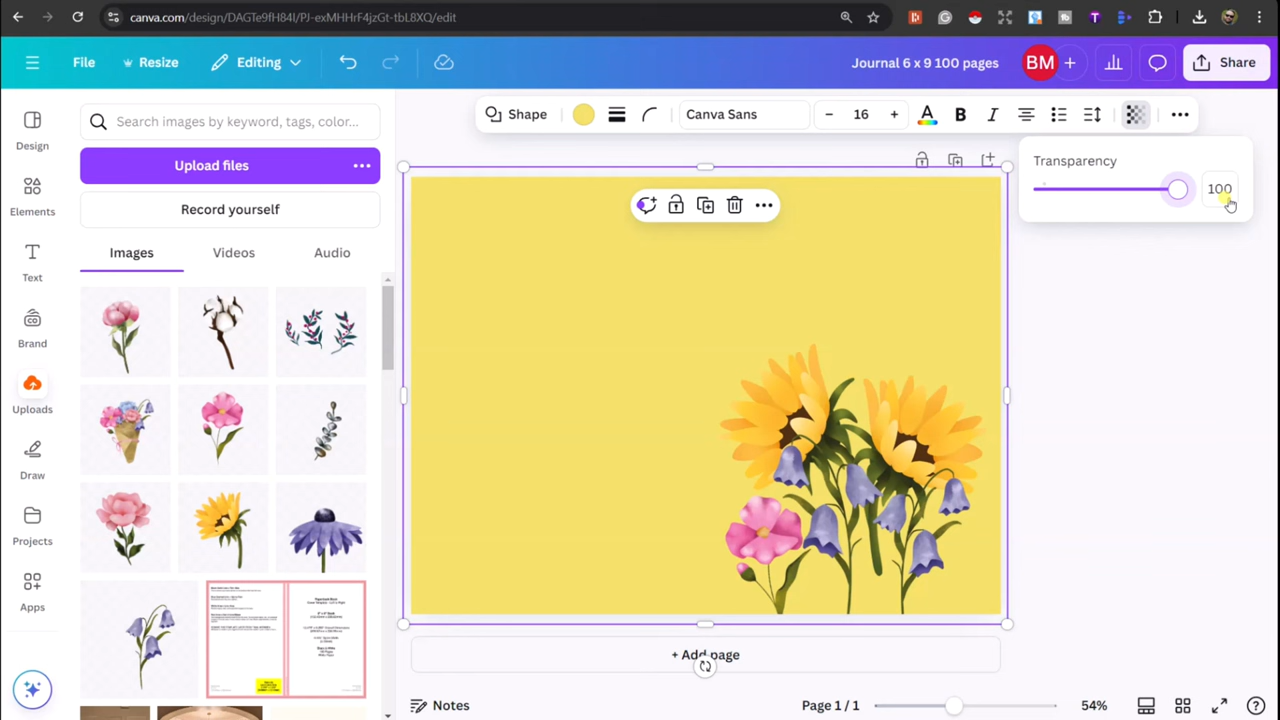 canva.com/design/DAGTe9fH84I/PJ-exMHHrF4jzGt-tbL8XQ/edit
File
Resize
Editing
Journal 6 x 9 100 pages
BM
Share
Design
Elements
Text
Brand
Uploads
Draw
Projects
Apps
Search images by keyword, tags, color...
Upload files
Record yourself
Images
Videos
Audio
Shape
Canva Sans
– 16 +
A
B
I
Transparency
100
+ Add page
Notes
Page 1 / 1
54%